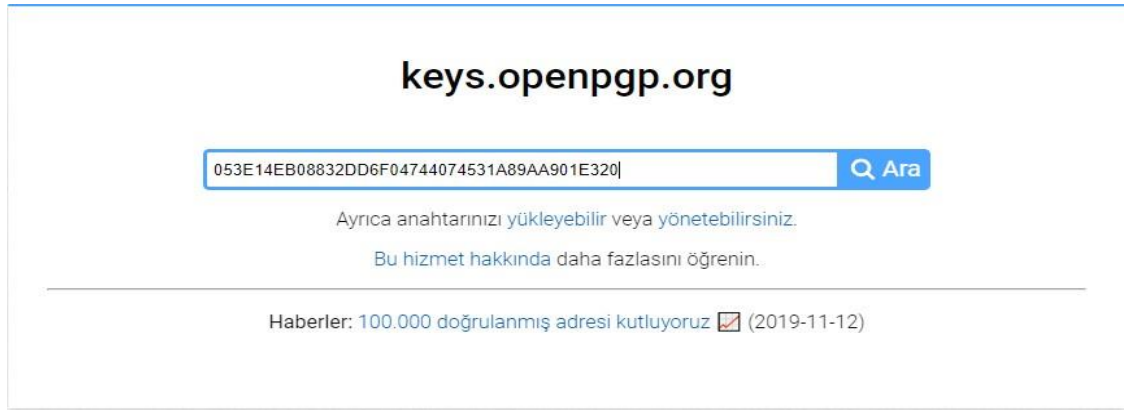 keys.openpgp.org
053E14EB08832DD6F04744074531A89AA901E320
Ara
Ayrıca anahtarınızı yükleyebilir veya yönetebilirsiniz.
Bu hizmet hakkında daha fazlasını öğrenin.
Haberler: 100.000 doğrulanmış adresi kutluyoruz 📈 (2019-11-12)